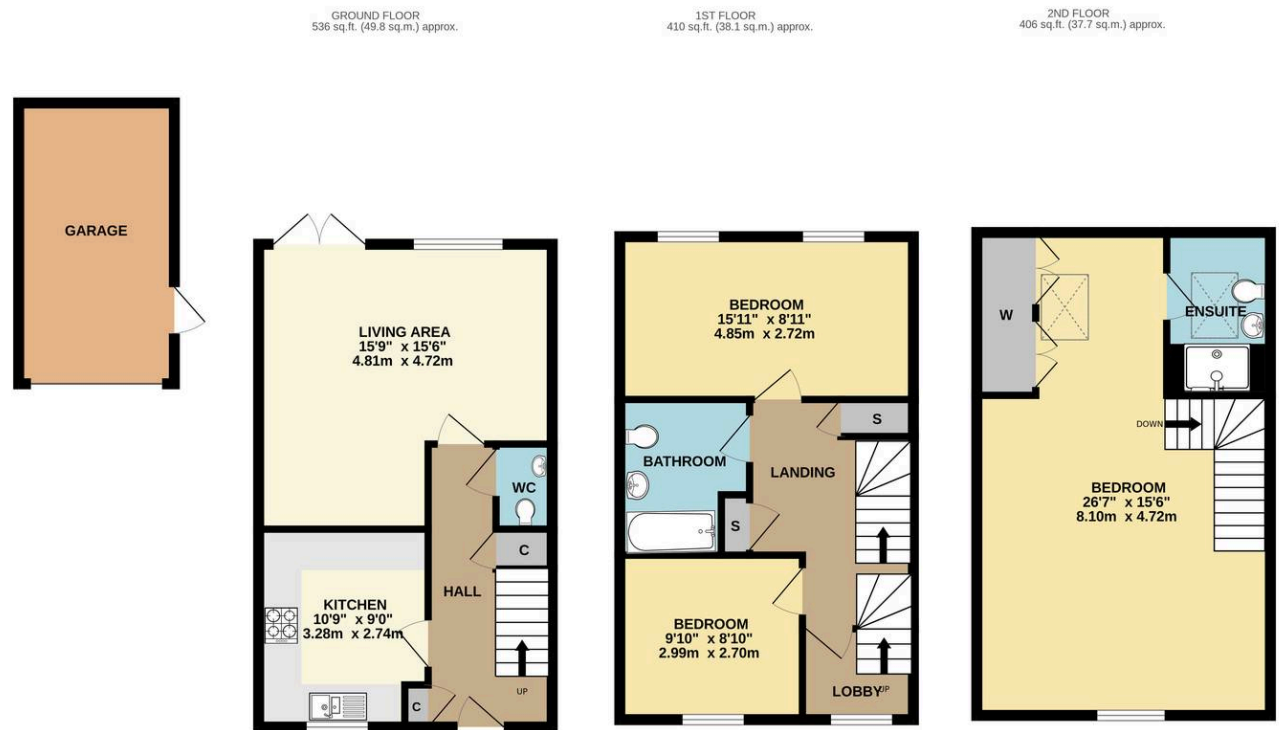 GROUND FLOOR
536 sq.ft. (49.8 sq.m.) approx.
1ST FLOOR
410 sq.ft. (38.1 sq.m.) approx.
2ND FLOOR
406 sq.ft. (37.7 sq.m.) approx.
GARAGE
LIVING AREA
15'9" x 15'6"
4.81m x 4.72m
WC
C
HALL
KITCHEN
10'9" x 9'0"
3.28m x 2.74m
UP
C
BEDROOM
15'11" x 8'11"
4.85m x 2.72m
S
BATHROOM
LANDING
S
BEDROOM
9'10" x 8'10"
2.99m x 2.70m
LOBBY
UP
W
ENSUITE
DOWN
BEDROOM
26'7" x 15'6"
8.10m x 4.72m